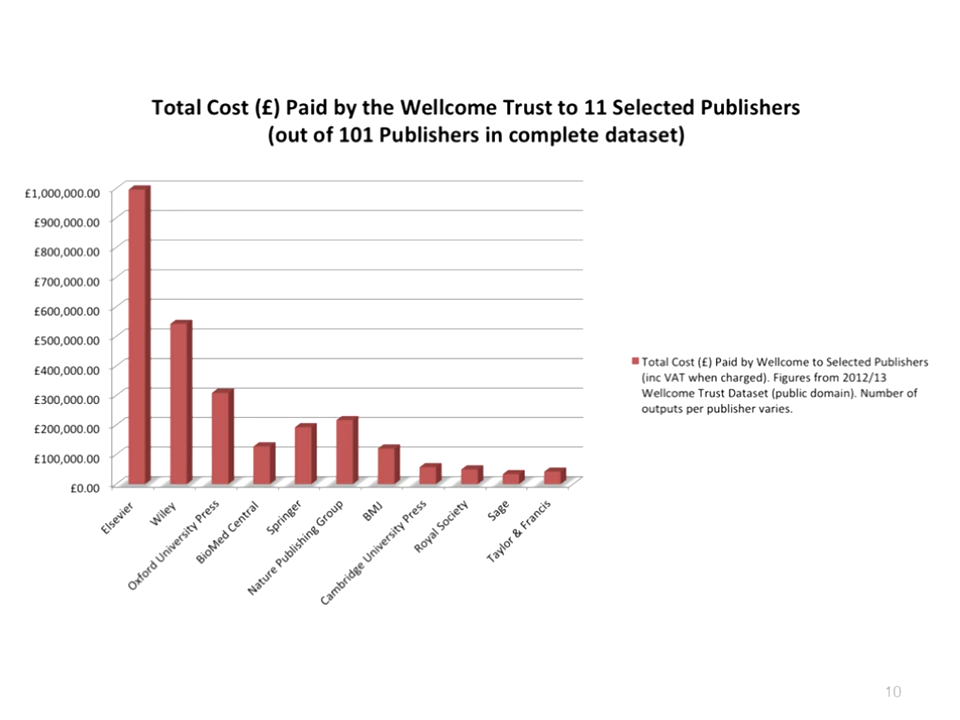 Total Cost (£) Paid by the Wellcome Trust to 11 Selected Publishers
(out of 101 Publishers in complete dataset)
£1,000,000.00
£900,000.00
£800,000.00
£700,000.00
£600,000.00
£500,000.00
£400,000.00
£300,000.00
£200,000.00
£100,000.00
£0.00
Elsevier
Wiley
Oxford University Press
BioMed Central
Springer
Nature Publishing Group
BMJ
Cambridge University Press
Royal Society
Sage
Taylor & Francis
Total Cost (£) Paid by Wellcome to Selected Publishers
(inc VAT when charged). Figures from 2012/13
Wellcome Trust Dataset (public domain). Number of
outputs per publisher varies.
10